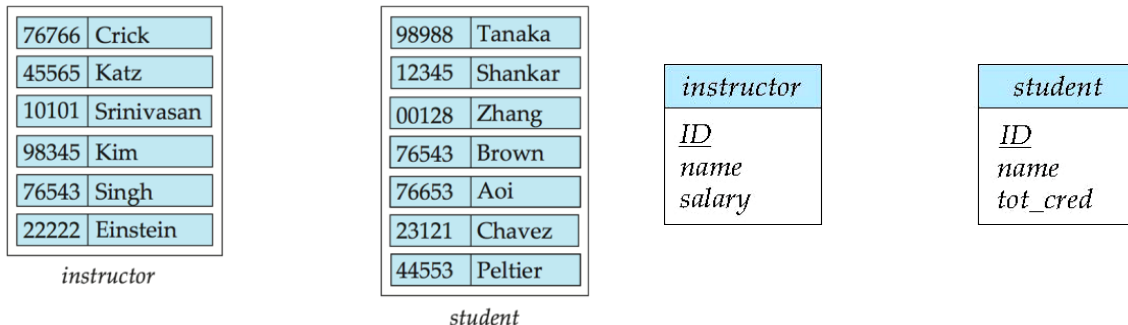 76766 Crick
45565 Katz
10101 Srinivasan
98345 Kim
76543 Singh
22222 Einstein
instructor
98988 Tanaka
12345 Shankar
00128 Zhang
76543 Brown
76653 Aoi
23121 Chavez
44553 Peltier
student
instructor
ID
name
salary
student
ID
name
tot_cred